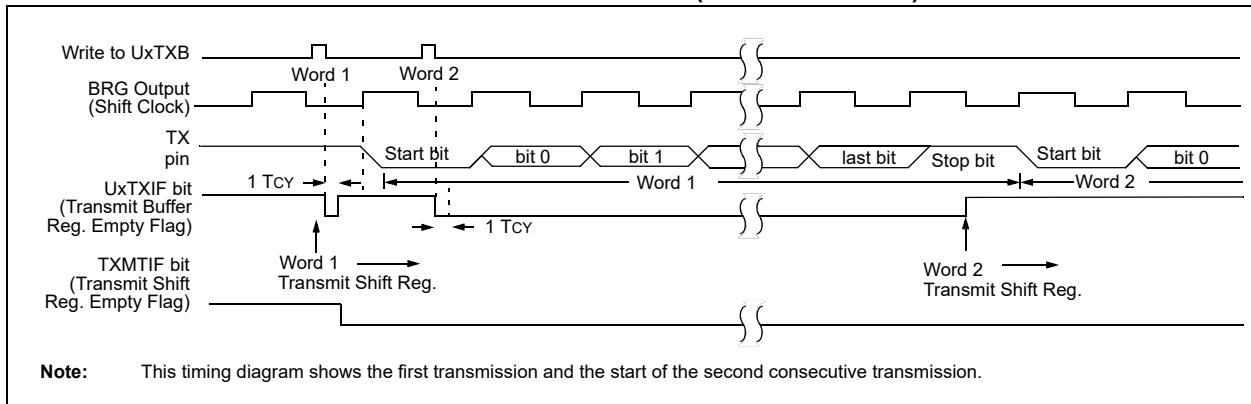 Write to UxTXB
Word 1 Word 2
BRG Output
(Shift Clock)
TX
pin
Start bit bit 0 bit 1 last bit Stop bit Start bit bit 0
1 TCY Word 1 Word 2
UxTXIF bit
(Transmit Buffer
Reg. Empty Flag)
1 TCY
Word 1
Transmit Shift Reg.
Word 2
Transmit Shift Reg.
TXMTIF bit
(Transmit Shift
Reg. Empty Flag)
Note: This timing diagram shows the first transmission and the start of the second consecutive transmission.